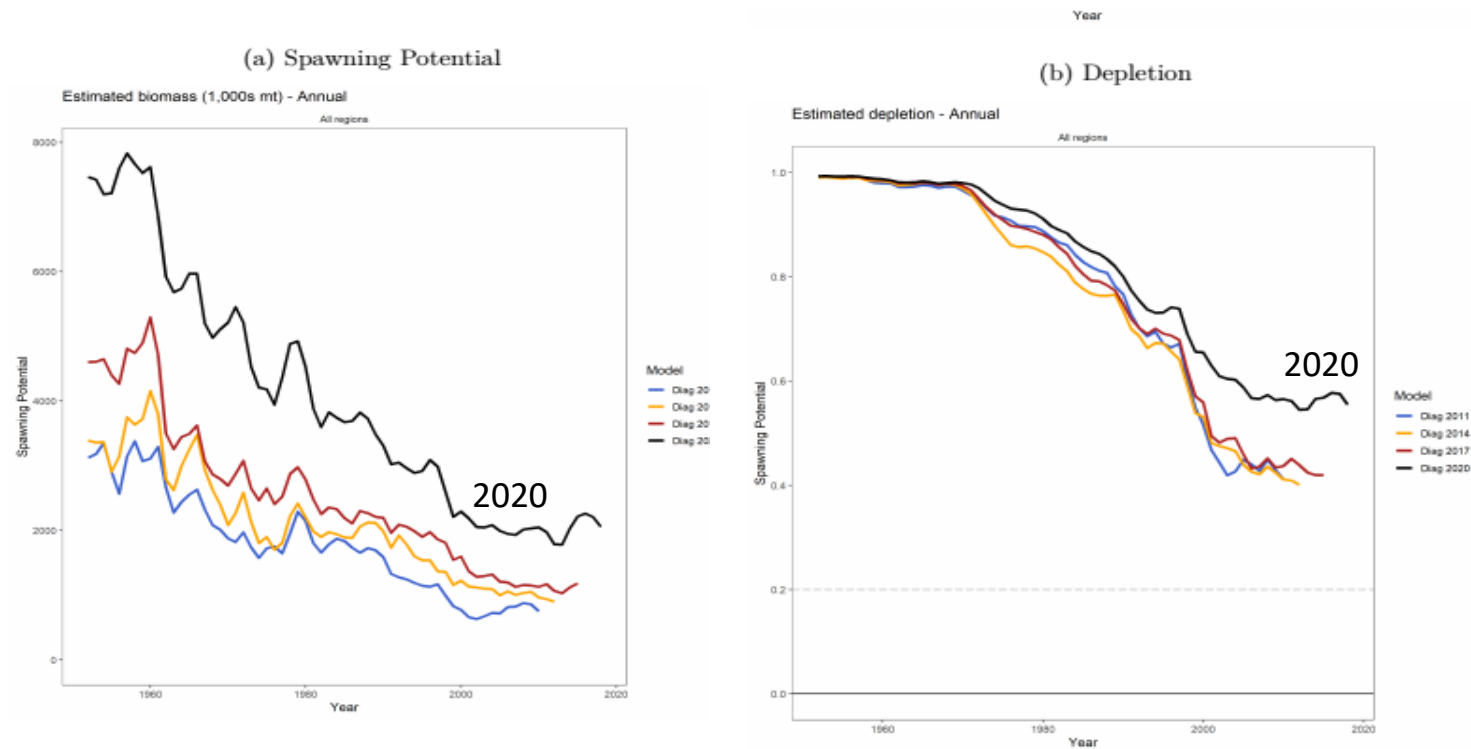 (a) Spawning Potential
Estimated biomass (1,000s mt) - Annual
All regions
Spawning Potential
8000
6000
4000
2000
0
2020
Model
Diag 20
Diag 20
Diag 20
Diag 20
1960
1980
2000
2020
Year
Year
(b) Depletion
Estimated depletion - Annual
All regions
Spawning Potential
1.0
0.8
0.6
0.4
0.2
0.0
2020
Model
Diag 2011
Diag 2014
Diag 2017
Diag 2020
1960
1980
2000
2020
Year